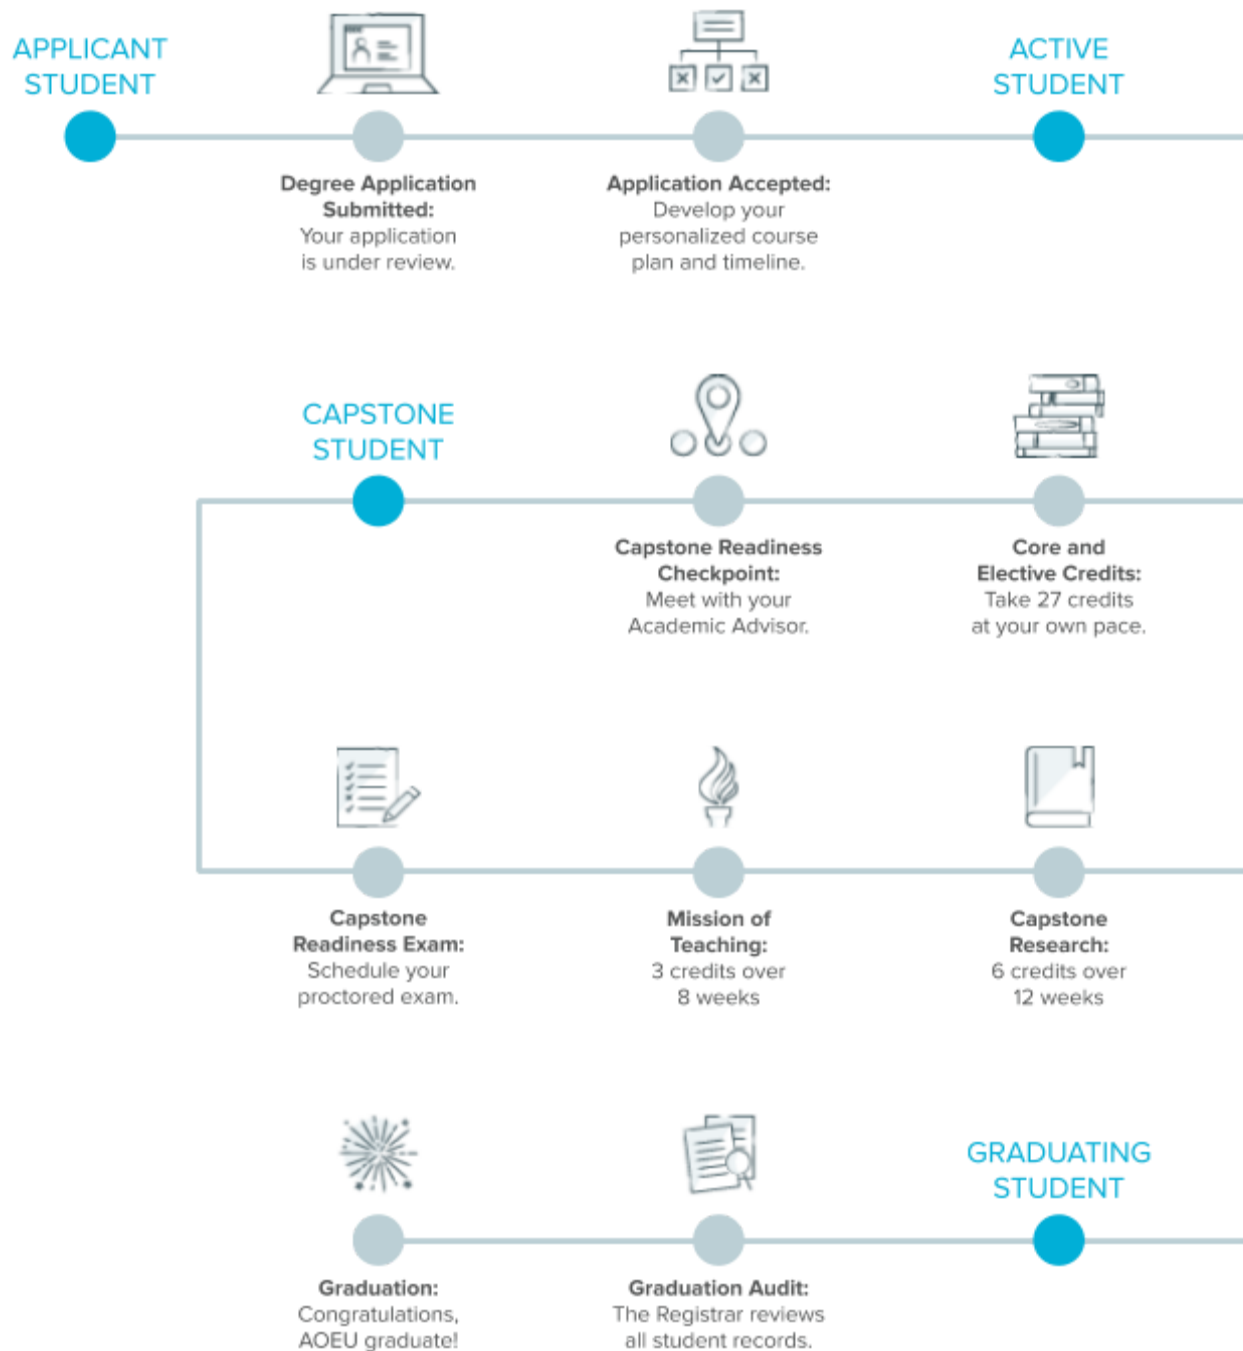 APPLICANT
STUDENT
Degree Application
Submitted:
Your application
is under review.
Application Accepted:
Develop your
personalized course
plan and timeline.
ACTIVE
STUDENT
CAPSTONE
STUDENT
Capstone Readiness
Checkpoint:
Meet with your
Academic Advisor.
Core and
Elective Credits:
Take 27 credits
at your own pace.
Capstone
Readiness Exam:
Schedule your
proctored exam.
Mission of
Teaching:
3 credits over
8 weeks
Capstone
Research:
6 credits over
12 weeks
Graduation:
Congratulations,
AOEU graduate!
Graduation Audit:
The Registrar reviews
all student records.
GRADUATING
STUDENT